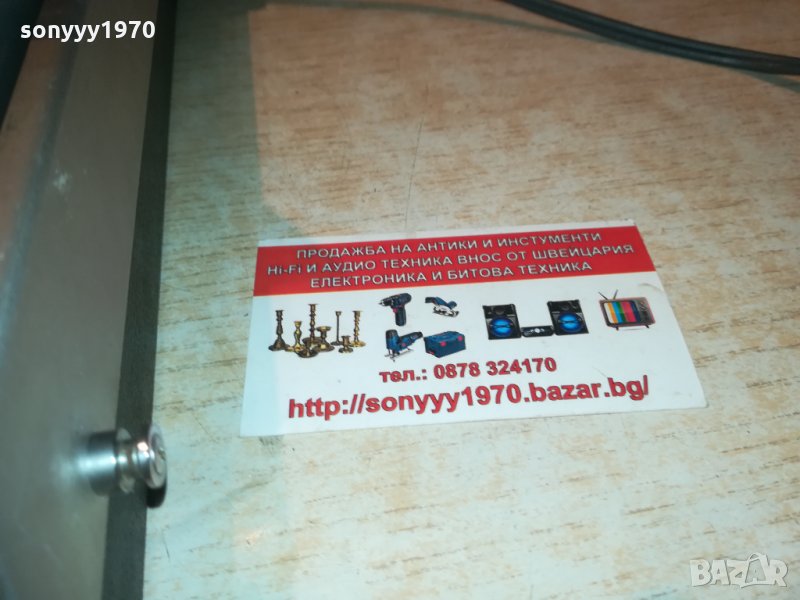 sonyyy1970
ПРОДАЖБА НА АНТИКИ И ИНСТУМЕНТИ
Hi-Fi И АУДИО ТЕХНИКА ВНОС ОТ ШВЕЙЦАРИЯ
ЕЛЕКТРОНИКА И БИТОВА ТЕХНИКА
тел.: 0878 324170
http://sonyyy1970.bazar.bg/
BAZAR